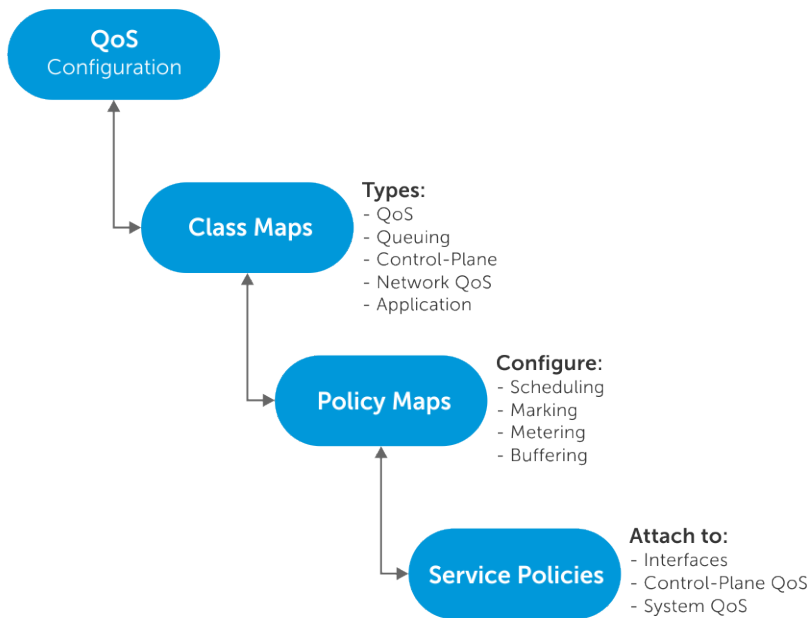 QoS
Configuration
Class Maps
Types:
- QoS
- Queuing
- Control-Plane
- Network QoS
- Application
Policy Maps
Configure:
- Scheduling
- Marking
- Metering
- Buffering
Service Policies
Attach to:
- Interfaces
- Control-Plane QoS
- System QoS